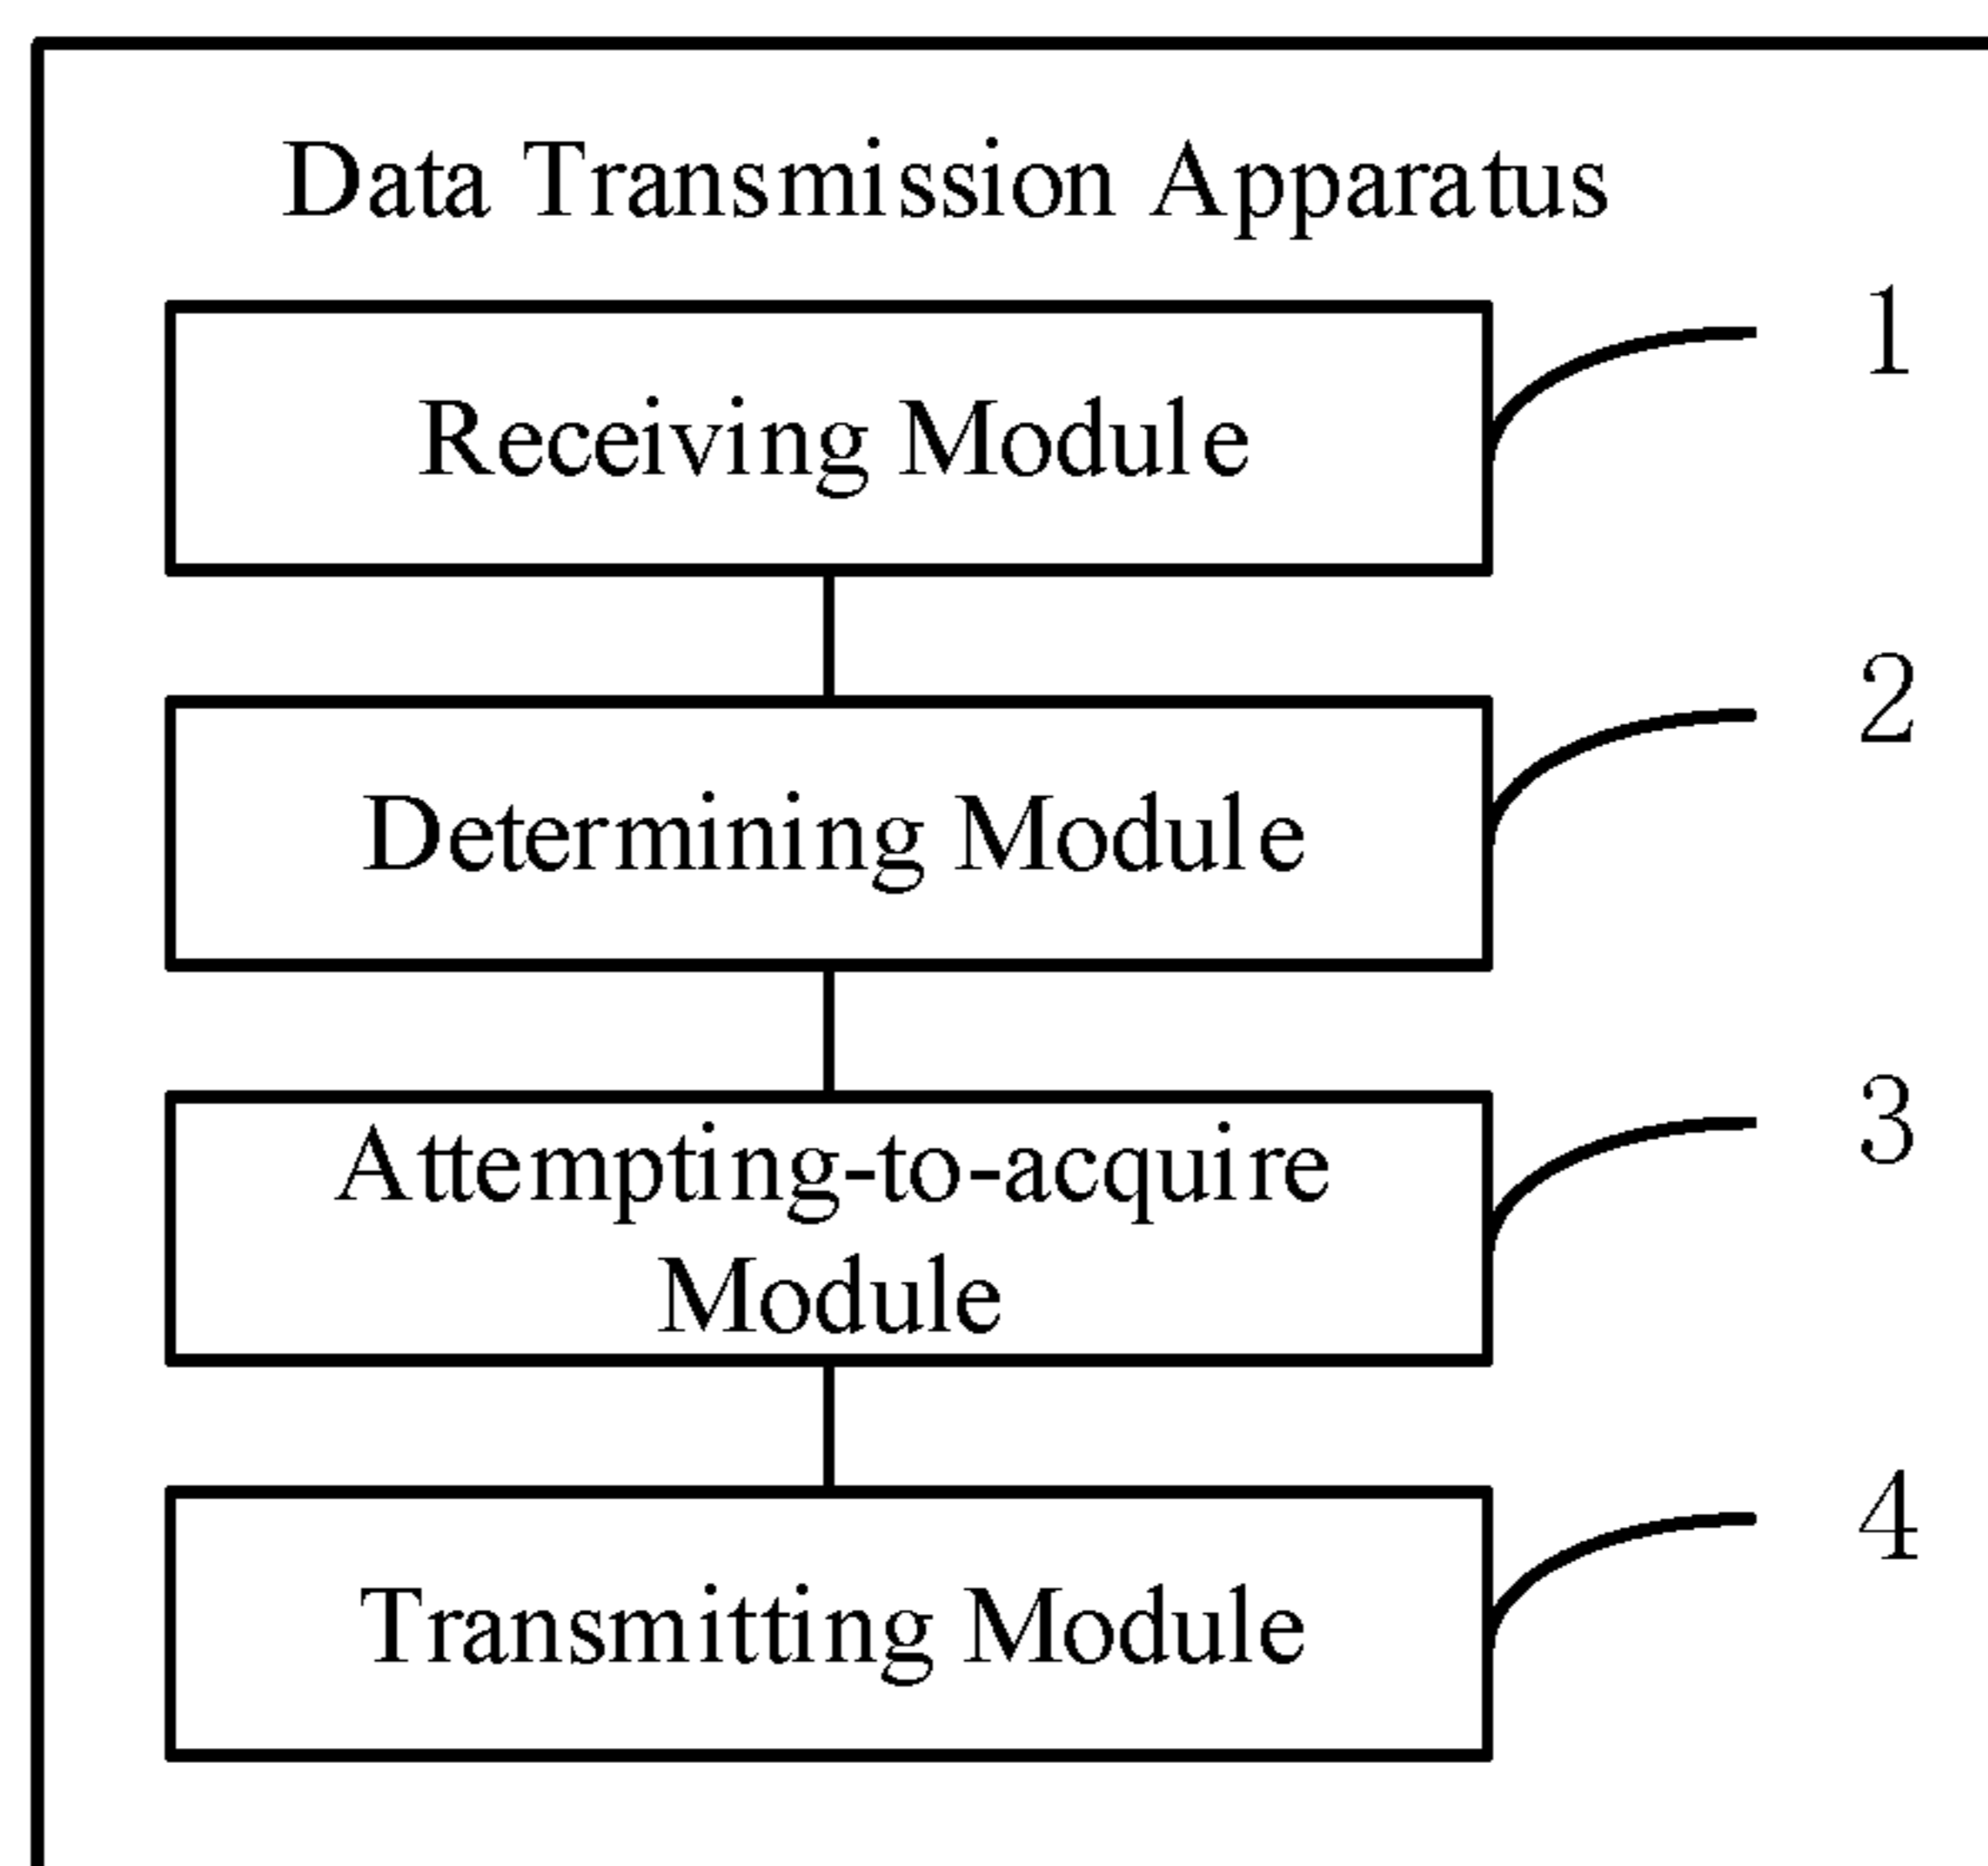 Data Transmission Apparatus
Receiving Module
1
Determining Module
2
Attempting-to-acquire
Module
3
Transmitting Module
4